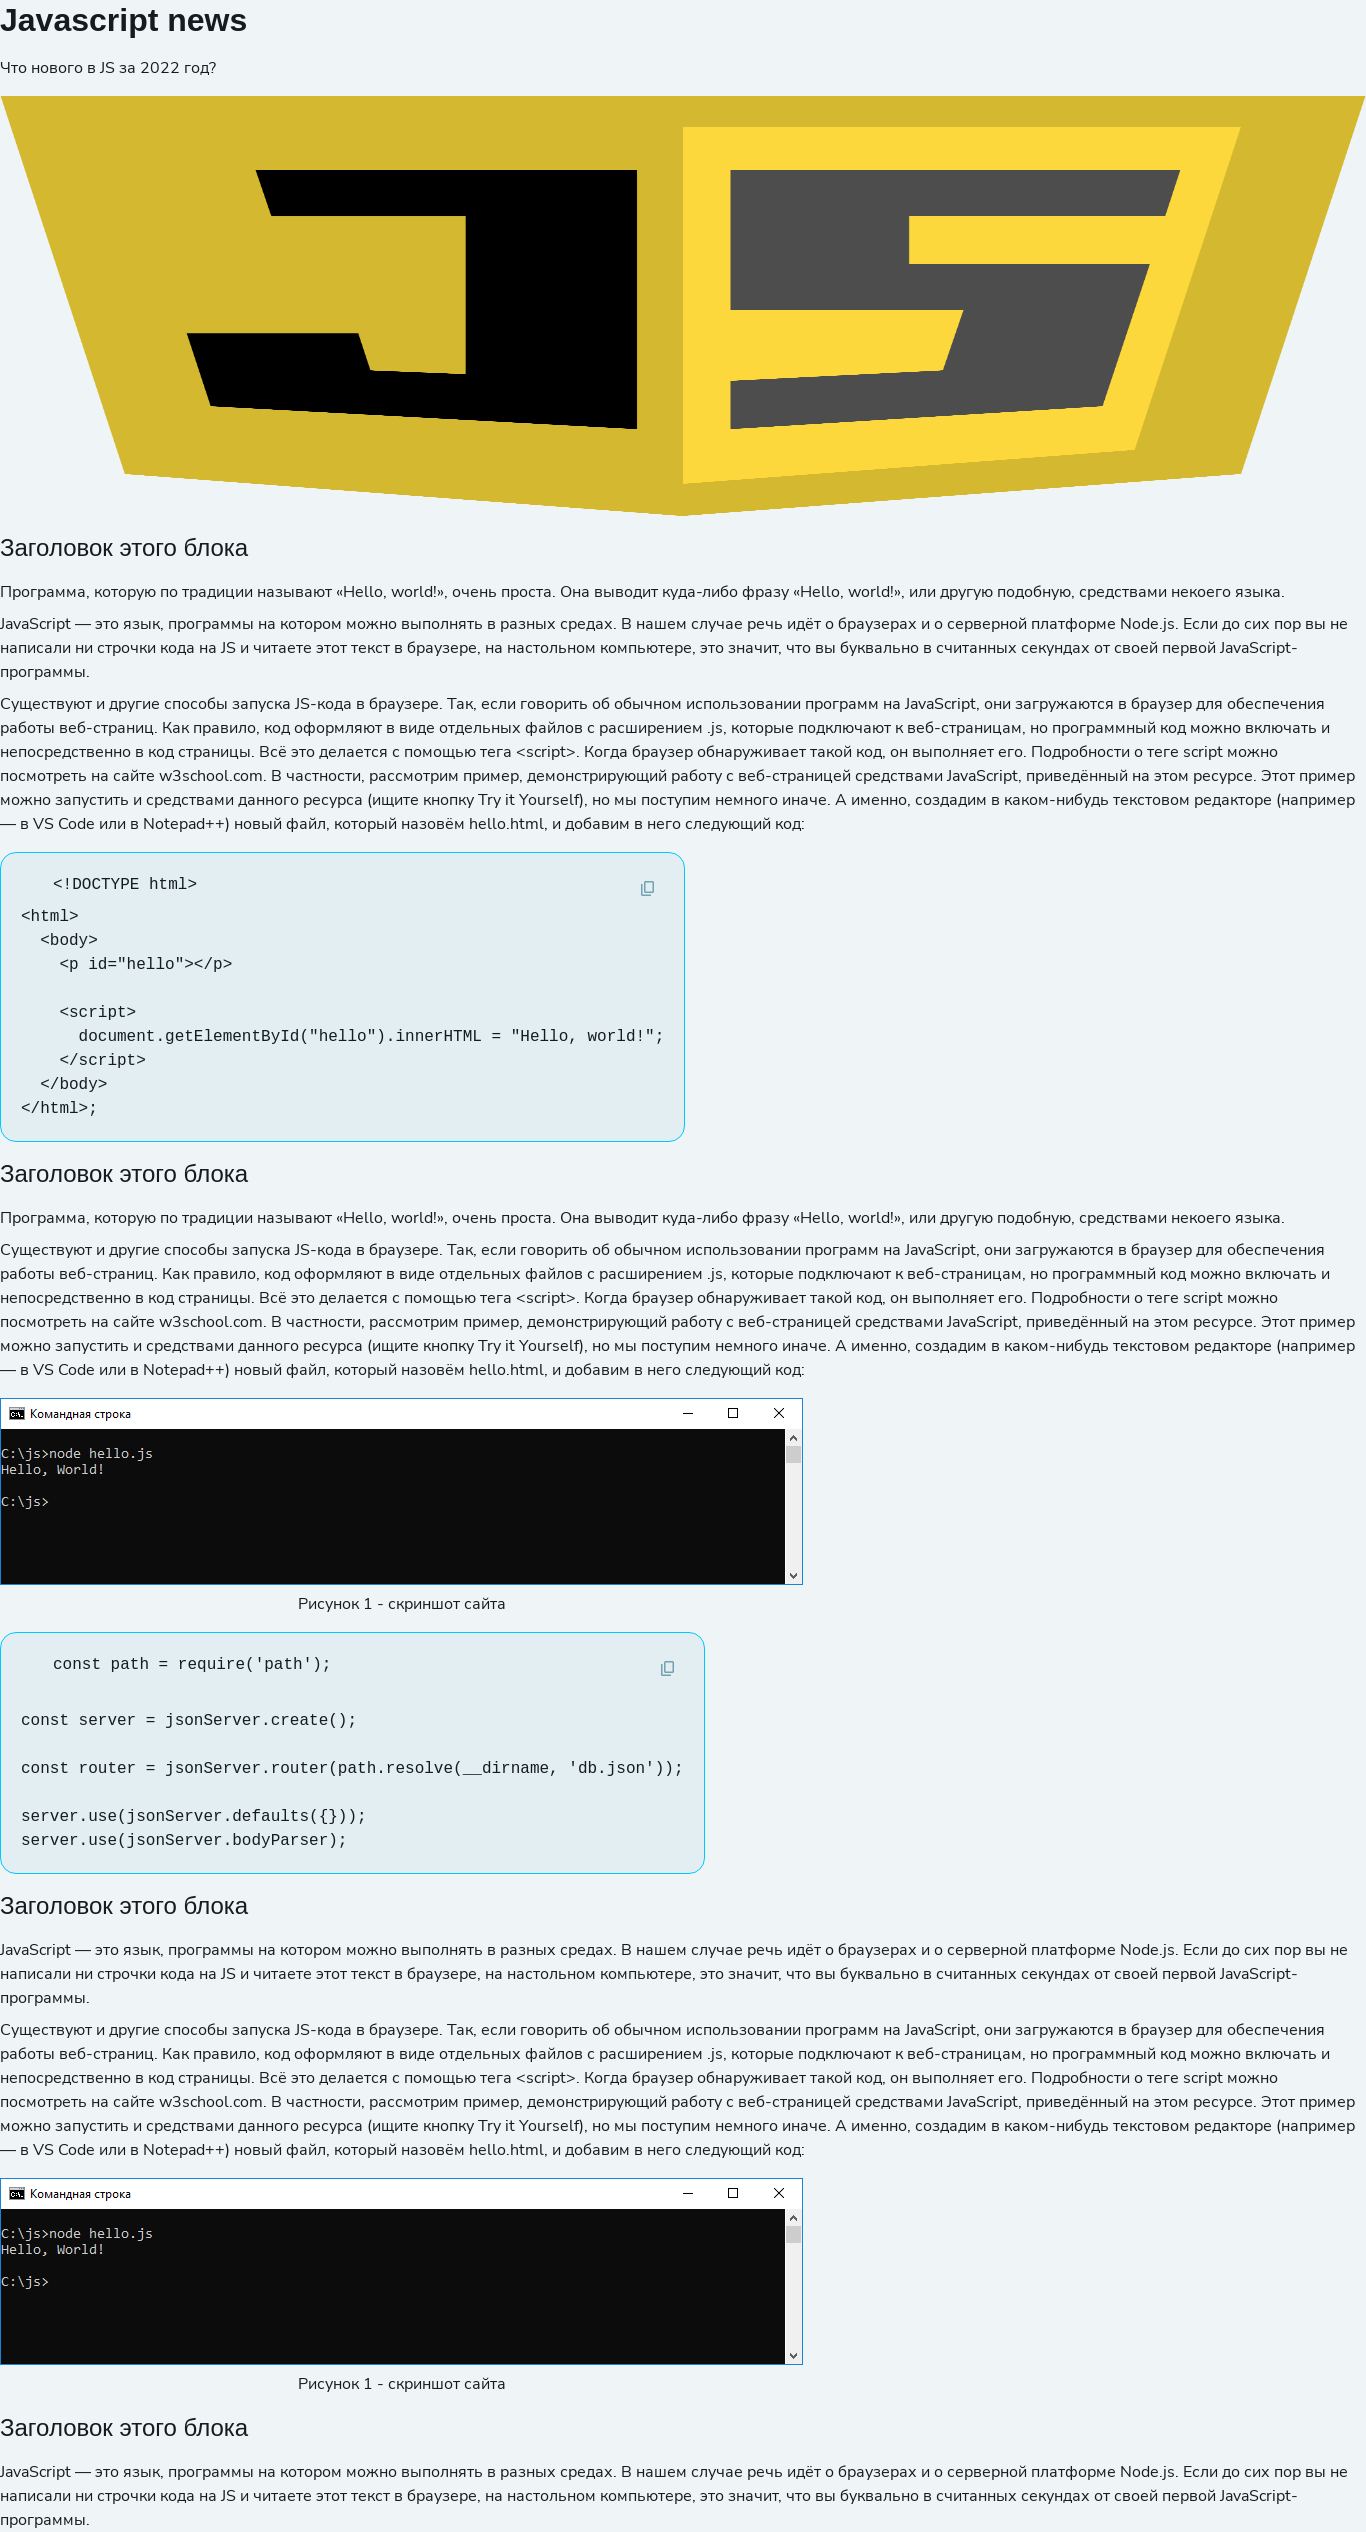 Javascript news
Что нового в JS за 2022 год?
JS
Заголовок этого блока
Программа, которую по традиции называют «Hello, world!», очень проста. Она выводит куда-либо фразу «Hello, world!», или другую подобную, средствами некоего языка.
JavaScript — это язык, программы на котором можно выполнять в разных средах. В нашем случае речь идёт о браузерах и о серверной платформе Node.js. Если до сих пор вы не
написали ни строчки кода на JS и читаете этот текст в браузере, на настольном компьютере, это значит, что вы буквально в считанных секундах от своей первой JavaScript-
программы.
Существуют и другие способы запуска JS-кода в браузере. Так, если говорить об обычном использовании программ на JavaScript, они загружаются в браузер для обеспечения
работы веб-страниц. Как правило, код оформляют в виде отдельных файлов с расширением .js, которые подключают к веб-страницам, но программный код можно включать и
непосредственно в код страницы. Всё это делается с помощью тега <script>. Когда браузер обнаруживает такой код, он выполняет его. Подробности о теге script можно
посмотреть на сайте w3school.com. В частности, рассмотрим пример, демонстрирующий работу с веб-страницей средствами JavaScript, приведённый на этом ресурсе. Этот пример
можно запустить и средствами данного ресурса (ищите кнопку Try it Yourself), но мы поступим немного иначе. А именно, создадим в каком-нибудь текстовом редакторе (например
— в VS Code или в Notepad++) новый файл, который назовём hello.html, и добавим в него следующий код:
<!DOCTYPE html>
<html>
  <body>
    <p id="hello"></p>
    <script>
      document.getElementById("hello").innerHTML = "Hello, world!";
    </script>
  </body>
</html>;
Заголовок этого блока
Программа, которую по традиции называют «Hello, world!», очень проста. Она выводит куда-либо фразу «Hello, world!», или другую подобную, средствами некоего языка.
Существуют и другие способы запуска JS-кода в браузере. Так, если говорить об обычном использовании программ на JavaScript, они загружаются в браузер для обеспечения
работы веб-страниц. Как правило, код оформляют в виде отдельных файлов с расширением .js, которые подключают к веб-страницам, но программный код можно включать и
непосредственно в код страницы. Всё это делается с помощью тега <script>. Когда браузер обнаруживает такой код, он выполняет его. Подробности о теге script можно
посмотреть на сайте w3school.com. В частности, рассмотрим пример, демонстрирующий работу с веб-страницей средствами JavaScript, приведённый на этом ресурсе. Этот пример
можно запустить и средствами данного ресурса (ищите кнопку Try it Yourself), но мы поступим немного иначе. А именно, создадим в каком-нибудь текстовом редакторе (например
— в VS Code или в Notepad++) новый файл, который назовём hello.html, и добавим в него следующий код:
Командная строка
C:\js>node hello.js
Hello, World!
C:\js>
Рисунок 1 - скриншот сайта
const path = require('path');
const server = jsonServer.create();
const router = jsonServer.router(path.resolve(__dirname, 'db.json'));
server.use(jsonServer.defaults({}));
server.use(jsonServer.bodyParser);
Заголовок этого блока
JavaScript — это язык, программы на котором можно выполнять в разных средах. В нашем случае речь идёт о браузерах и о серверной платформе Node.js. Если до сих пор вы не
написали ни строчки кода на JS и читаете этот текст в браузере, на настольном компьютере, это значит, что вы буквально в считанных секундах от своей первой JavaScript-
программы.
Существуют и другие способы запуска JS-кода в браузере. Так, если говорить об обычном использовании программ на JavaScript, они загружаются в браузер для обеспечения
работы веб-страниц. Как правило, код оформляют в виде отдельных файлов с расширением .js, которые подключают к веб-страницам, но программный код можно включать и
непосредственно в код страницы. Всё это делается с помощью тега <script>. Когда браузер обнаруживает такой код, он выполняет его. Подробности о теге script можно
посмотреть на сайте w3school.com. В частности, рассмотрим пример, демонстрирующий работу с веб-страницей средствами JavaScript, приведённый на этом ресурсе. Этот пример
можно запустить и средствами данного ресурса (ищите кнопку Try it Yourself), но мы поступим немного иначе. А именно, создадим в каком-нибудь текстовом редакторе (например
— в VS Code или в Notepad++) новый файл, который назовём hello.html, и добавим в него следующий код:
Командная строка
C:\js>node hello.js
Hello, World!
C:\js>
Рисунок 1 - скриншот сайта
Заголовок этого блока
JavaScript — это язык, программы на котором можно выполнять в разных средах. В нашем случае речь идёт о браузерах и о серверной платформе Node.js. Если до сих пор вы не
написали ни строчки кода на JS и читаете этот текст в браузере, на настольном компьютере, это значит, что вы буквально в считанных секундах от своей первой JavaScript-
программы.